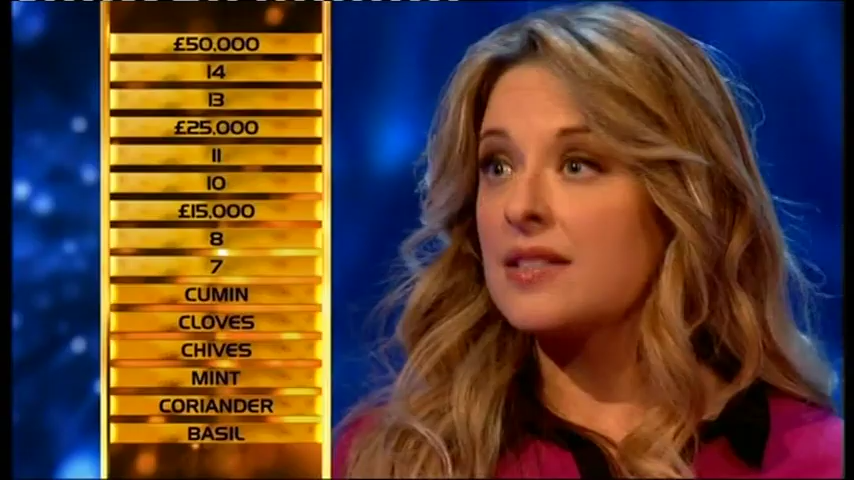 £50,000
14
13
£25,000
11
10
£15,000
8
7
CUMIN
CLOVES
CHIVES
MINT
CORIANDER
BASIL